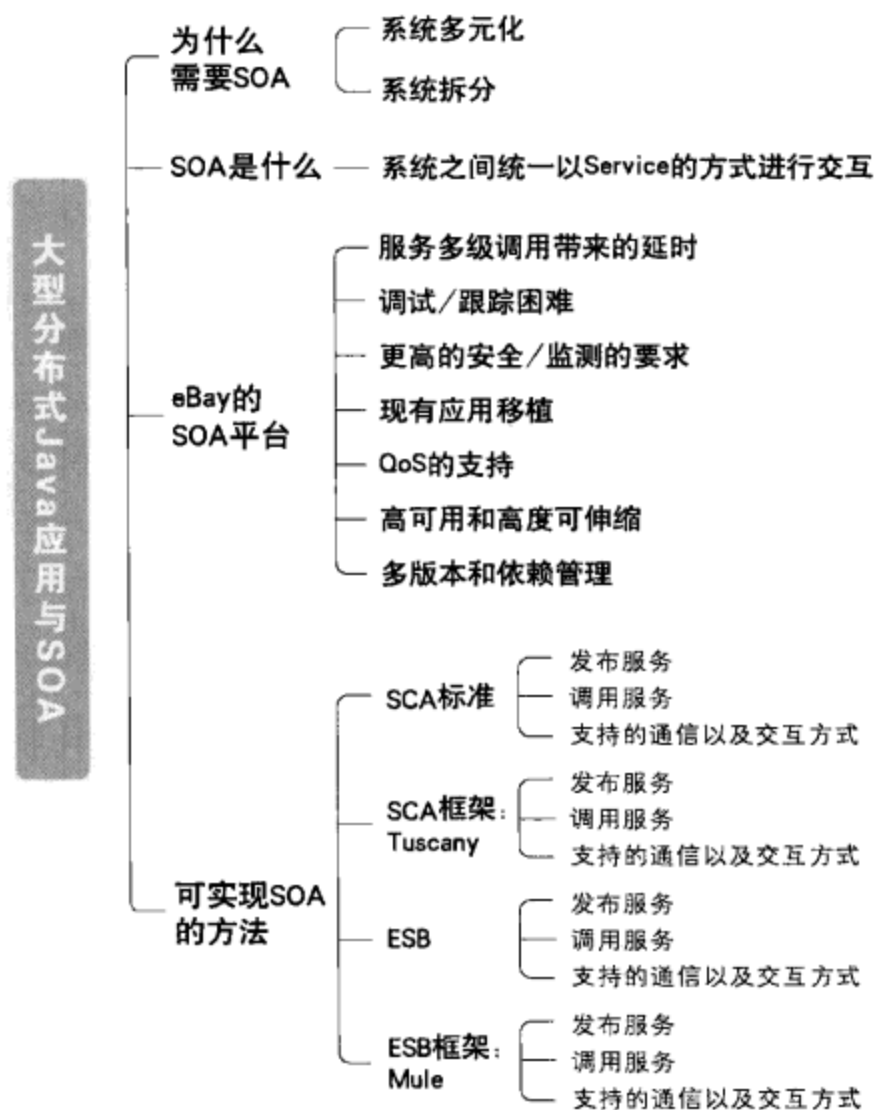 大型分布式Java应用与SOA
为什么
需要SOA
系统多元化
系统拆分
SOA是什么
系统之间统一以Service的方式进行交互
eBay的
SOA平台
服务多级调用带来的延时
调试/跟踪困难
更高的安全/监测的要求
现有应用移植
QoS的支持
高可用和高度可伸缩
多版本和依赖管理
可实现SOA
的方法
SCA标准
发布服务
调用服务
支持的通信以及交互方式
SCA框架:
Tuscany
发布服务
调用服务
支持的通信以及交互方式
ESB
发布服务
调用服务
支持的通信以及交互方式
ESB框架:
Mule
发布服务
调用服务
支持的通信以及交互方式